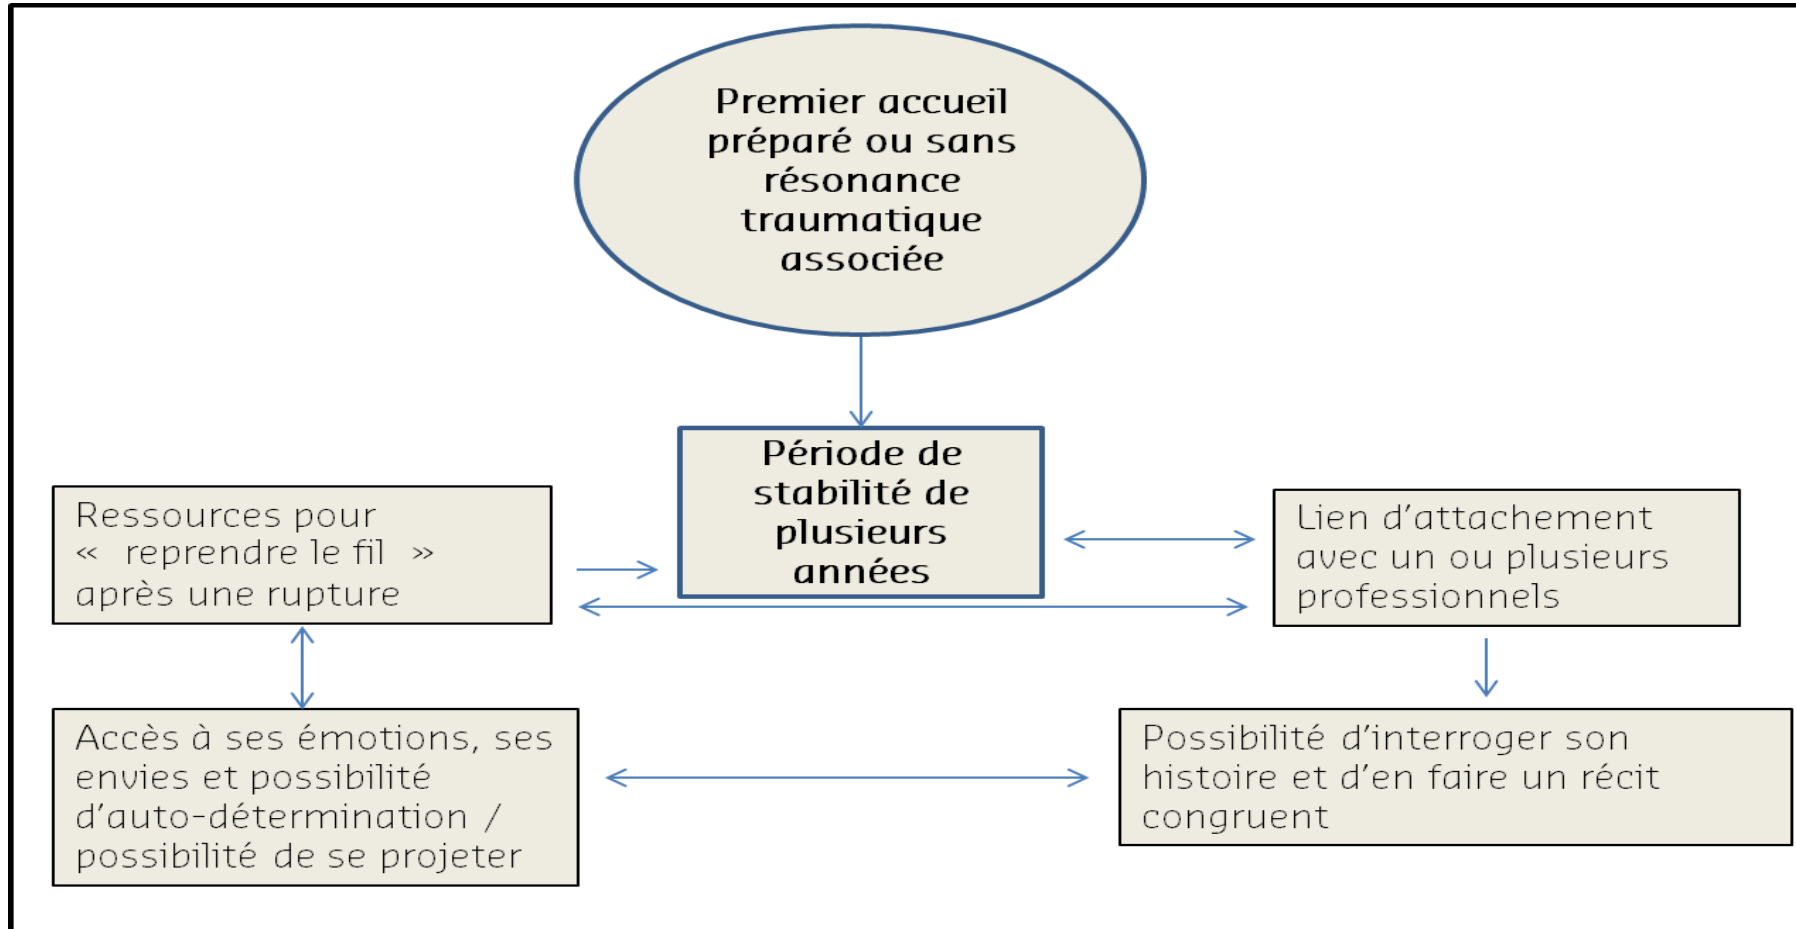 Premier accueil
préparé ou sans
résonance
traumatique
associée
Période de
stabilité de
plusieurs
années
Ressources pour
«  reprendre le fil  »
après une rupture
Lien d'attachement
avec un ou plusieurs
professionnels
Accès à ses émotions, ses
envies et possibilité
d'auto-détermination /
possibilité de se projeter
Possibilité d'interroger son
histoire et d'en faire un récit
congruent